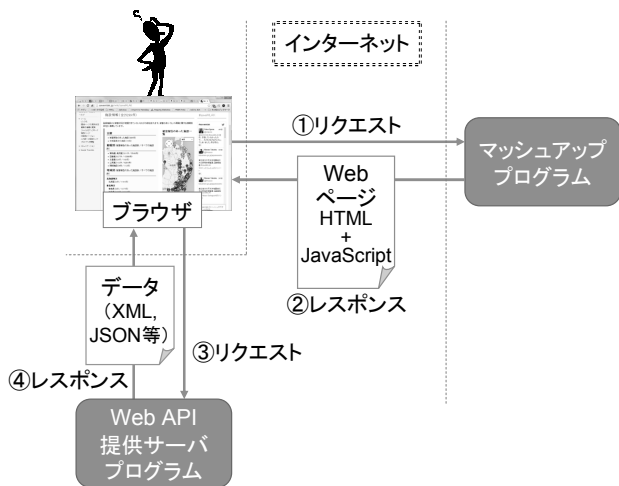 インターネット
①リクエスト
マッシュアップ
プログラム
Web
ページ
HTML
+
JavaScript
②レスポンス
ブラウザ
データ
(XML,
JSON等)
③リクエスト
④レスポンス
Web API
提供サーバ
プログラム